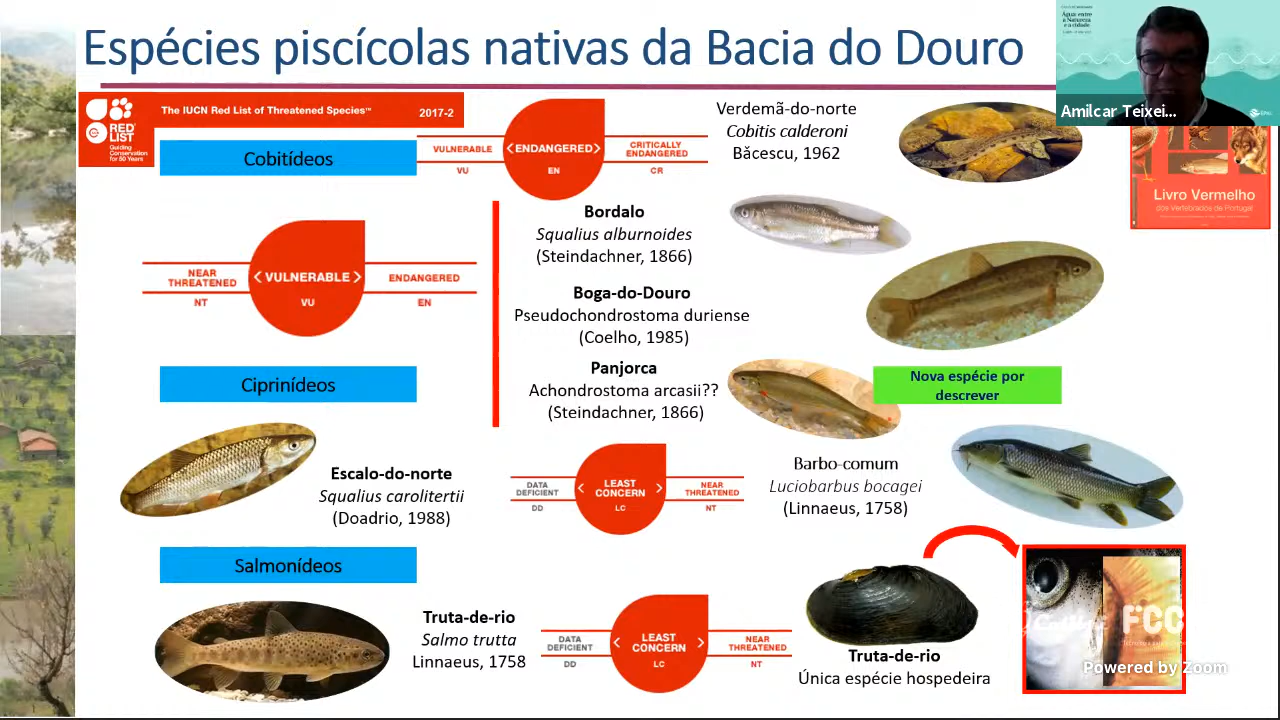 Espécies piscícolas nativas da Bacia do Douro
Água entre
a Natureza
e a cidade
Amilcar Teixei...
The IUCN Red List of Threatened Species™
2017-2
RED
LIST
Guiding
Conservation
for 50 Years
Cobitídeos
VULNERABLE
VU
<ENDANGERED>
EN
CRITICALLY
ENDANGERED
CR
Verdemã-do-norte
Cobitis calderoni
Băcescu, 1962
Livro Vermelho
dos Vertebrados de Portugal
NEAR
THREATENED
NT
<VULNERABLE>
VU
ENDANGERED
EN
Bordalo
Squalius alburnoides
(Steindachner, 1866)
Boga-do-Douro
Pseudochondrostoma duriense
(Coelho, 1985)
Panjorca
Achondrostoma arcasii??
(Steindachner, 1866)
Nova espécie por
descrever
Ciprinídeos
Escalo-do-norte
Squalius carolitertii
(Doadrio, 1988)
DATA
DEFICIENT
DD
< LEAST
CONCERN >
LC
NEAR
THREATENED
NT
Barbo-comum
Luciobarbus bocagei
(Linnaeus, 1758)
Salmonídeos
Truta-de-rio
Salmo trutta
Linnaeus, 1758
DATA
DEFICIENT
DD
< LEAST
CONCERN >
LC
NEAR
THREATENED
NT
Truta-de-rio
Única espécie hospedeira
FCC
Powered by Zoom